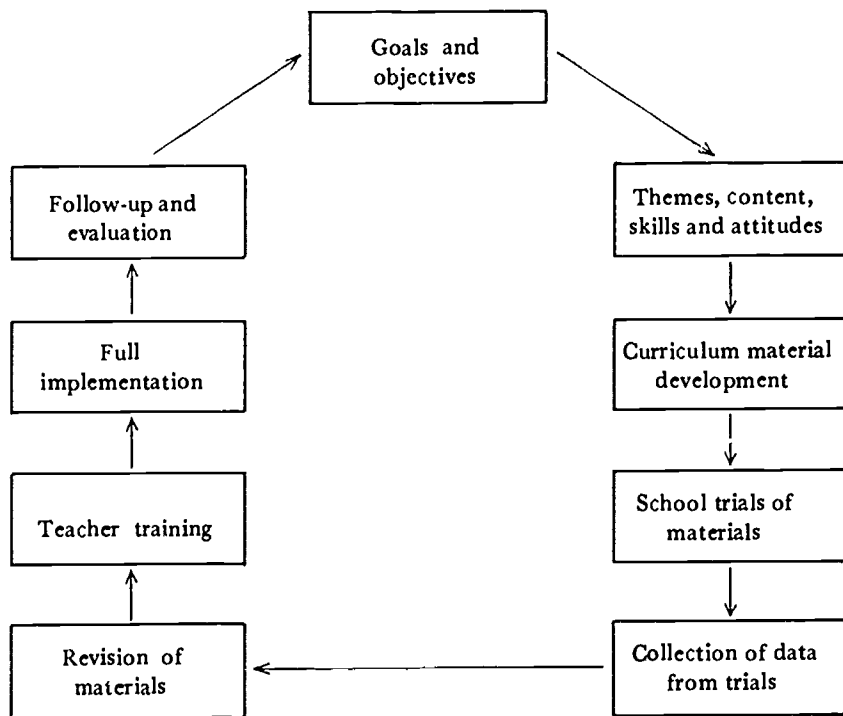 Goals and
objectives
Themes, content,
skills and attitudes
Curriculum material
development
School trials of
materials
Collection of data
from trials
Revision of
materials
Teacher training
Full
implementation
Follow-up and
evaluation